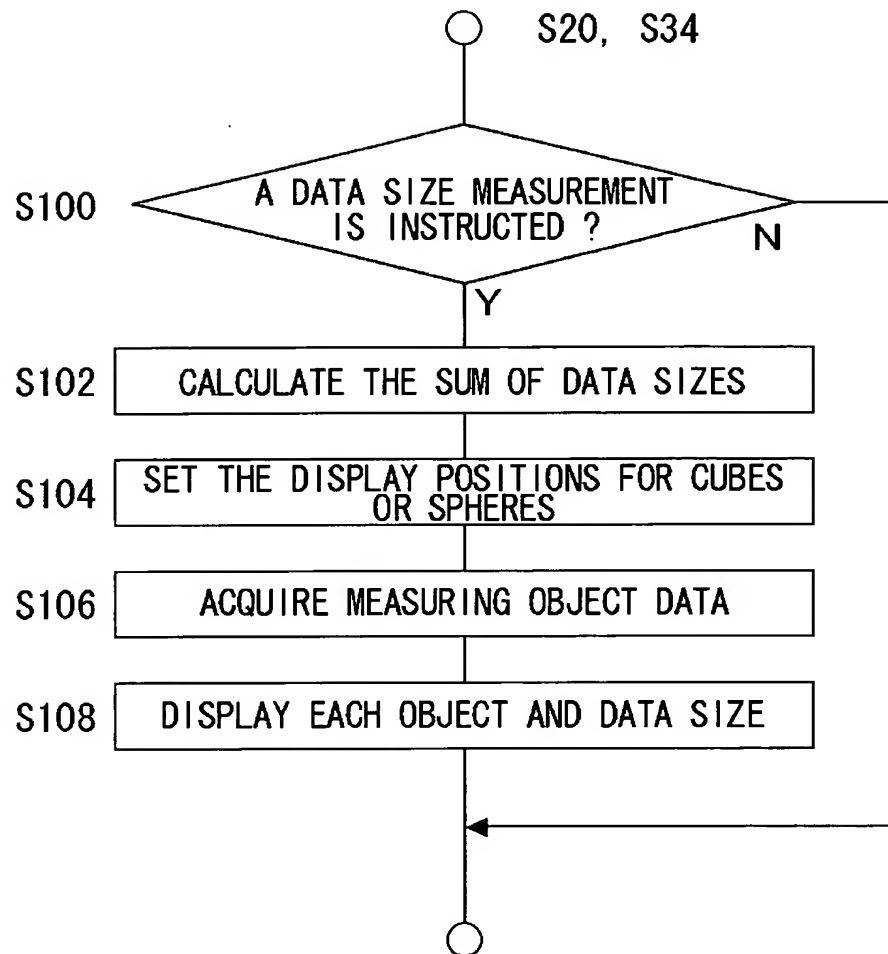 S20, S34
S100
A DATA SIZE MEASUREMENT
IS INSTRUCTED ?
N
Y
S102
CALCULATE THE SUM OF DATA SIZES
S104
SET THE DISPLAY POSITIONS FOR CUBES
OR SPHERES
S106
ACQUIRE MEASURING OBJECT DATA
S108
DISPLAY EACH OBJECT AND DATA SIZE